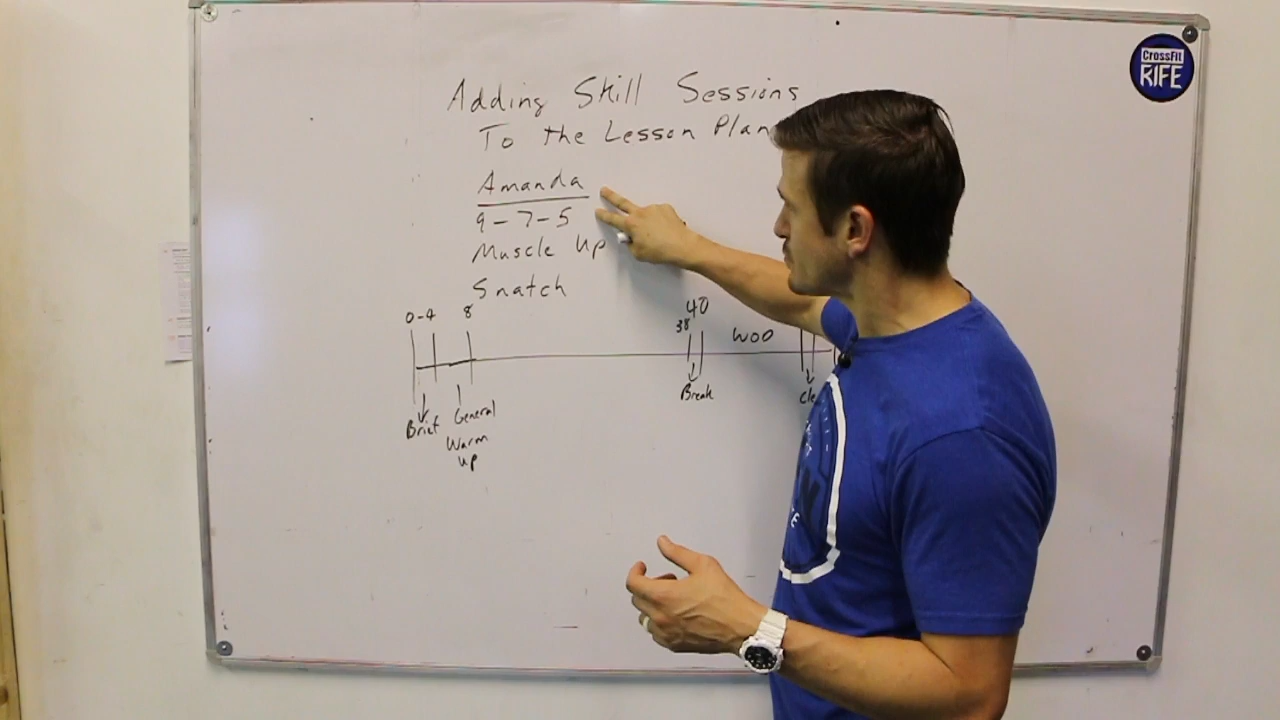 CrossFit
RIFE
Adding Skill Sessions
To the Lesson Plan
Amanda
9-7-5
Muscle Up
Snatch
0-4
8
38
40
WOD
Break
Cle
Brief
General
Warm
up